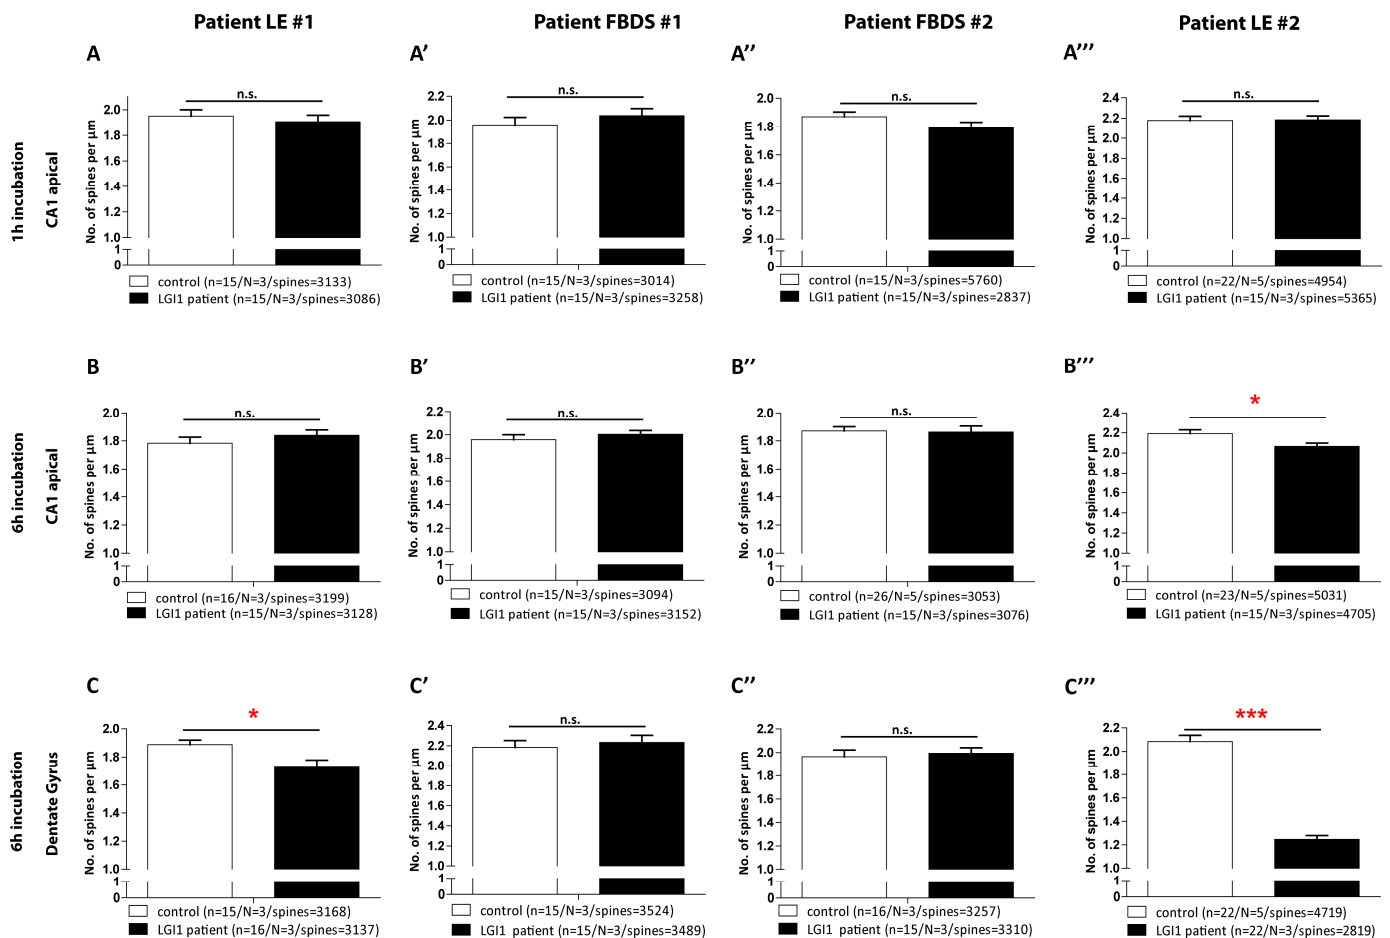 Patient LE #1
Patient FBDS #1
Patient FBDS #2
Patient LE #2
1h incubation
CA1 apical
A
n.s.
No. of spines per µm
2.0
1.8
1.6
1.4
1.2
1.0
1
0
control (n=15/N=3/spines=3133)
LGI1 patient (n=15/N=3/spines=3086)
A′
n.s.
No. of spines per µm
2.2
2.0
1.8
1.6
1.4
1.2
1.0
1
0
control (n=15/N=3/spines=3014)
LGI1 patient (n=15/N=3/spines=3258)
A′′
n.s.
No. of spines per µm
2.0
1.8
1.6
1.4
1.2
1.0
1
0
control (n=15/N=3/spines=5760)
LGI1 patient (n=15/N=3/spines=2837)
A′′′
n.s.
No. of spines per µm
2.4
2.2
2.0
1.8
1.6
1.4
1.2
1.0
1
0
control (n=22/N=5/spines=4954)
LGI1 patient (n=15/N=3/spines=5365)
6h incubation
CA1 apical
B
n.s.
No. of spines per µm
2.0
1.8
1.6
1.4
1.2
1.0
1
0
control (n=16/N=3/spines=3199)
LGI1 patient (n=15/N=3/spines=3128)
B′
n.s.
No. of spines per µm
2.2
2.0
1.8
1.6
1.4
1.2
1.0
1
0
control (n=15/N=3/spines=3094)
LGI1 patient (n=15/N=3/spines=3152)
B′′
n.s.
No. of spines per µm
2.0
1.8
1.6
1.4
1.2
1.0
1
0
control (n=26/N=5/spines=3053)
LGI1 patient (n=15/N=3/spines=3076)
B′′′
*
No. of spines per µm
2.4
2.2
2.0
1.8
1.6
1.4
1.2
1.0
1
0
control (n=23/N=5/spines=5031)
LGI1 patient (n=15/N=3/spines=4705)
6h incubation
Dentate Gyrus
C
*
No. of spines per µm
2.0
1.8
1.6
1.4
1.2
1.0
1
0
control (n=15/N=3/spines=3168)
LGI1 patient (n=16/N=3/spines=3137)
C′
n.s.
No. of spines per µm
2.4
2.2
2.0
1.8
1.6
1.4
1.2
1.0
1
0
control (n=15/N=3/spines=3524)
LGI1 patient (n=15/N=3/spines=3489)
C′′
n.s.
No. of spines per µm
2.2
2.0
1.8
1.6
1.4
1.2
1.0
1
0
control (n=16/N=3/spines=3257)
LGI1 patient (n=15/N=3/spines=3310)
C′′′
***
No. of spines per µm
2.2
2.0
1.8
1.6
1.4
1.2
1.0
1
0
control (n=22/N=5/spines=4719)
LGI1 patient (n=22/N=3/spines=2819)